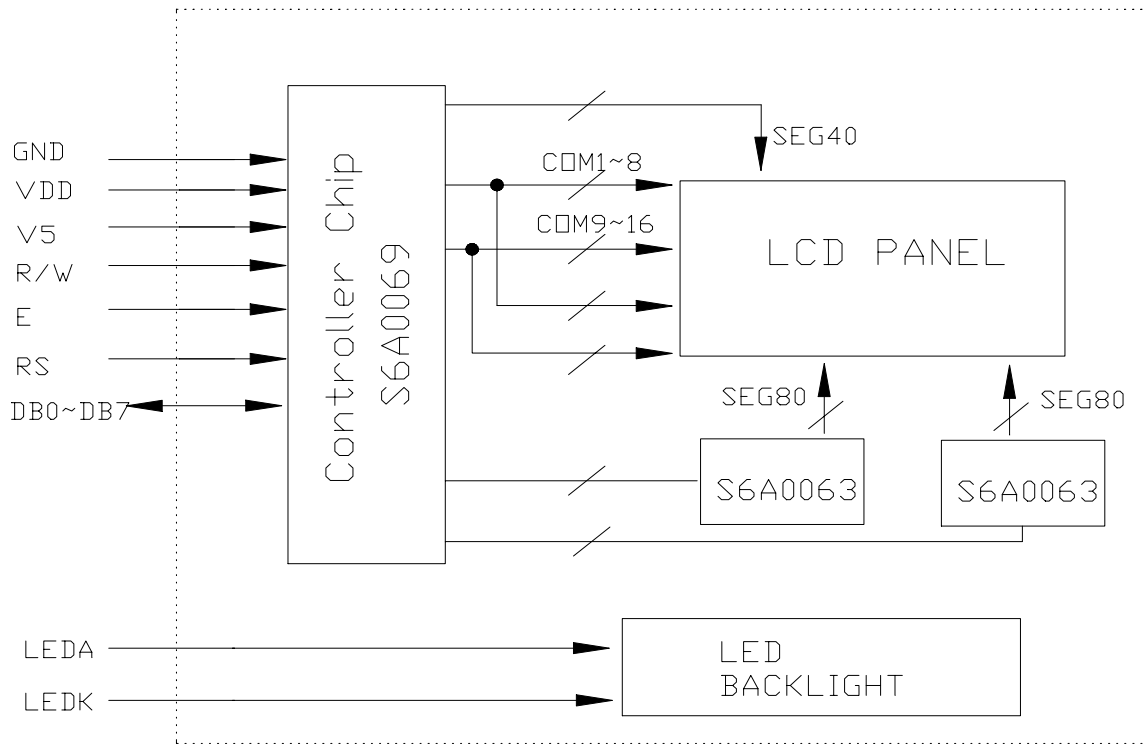 GND
VDD
V5
R/W
E
RS
DB0~DB7
Controller Chip
S6A0069
SEG40
COM1~8
COM9~16
LCD PANEL
SEG80
SEG80
S6A0063
S6A0063
LEDA
LEDK
LED
BACKLIGHT